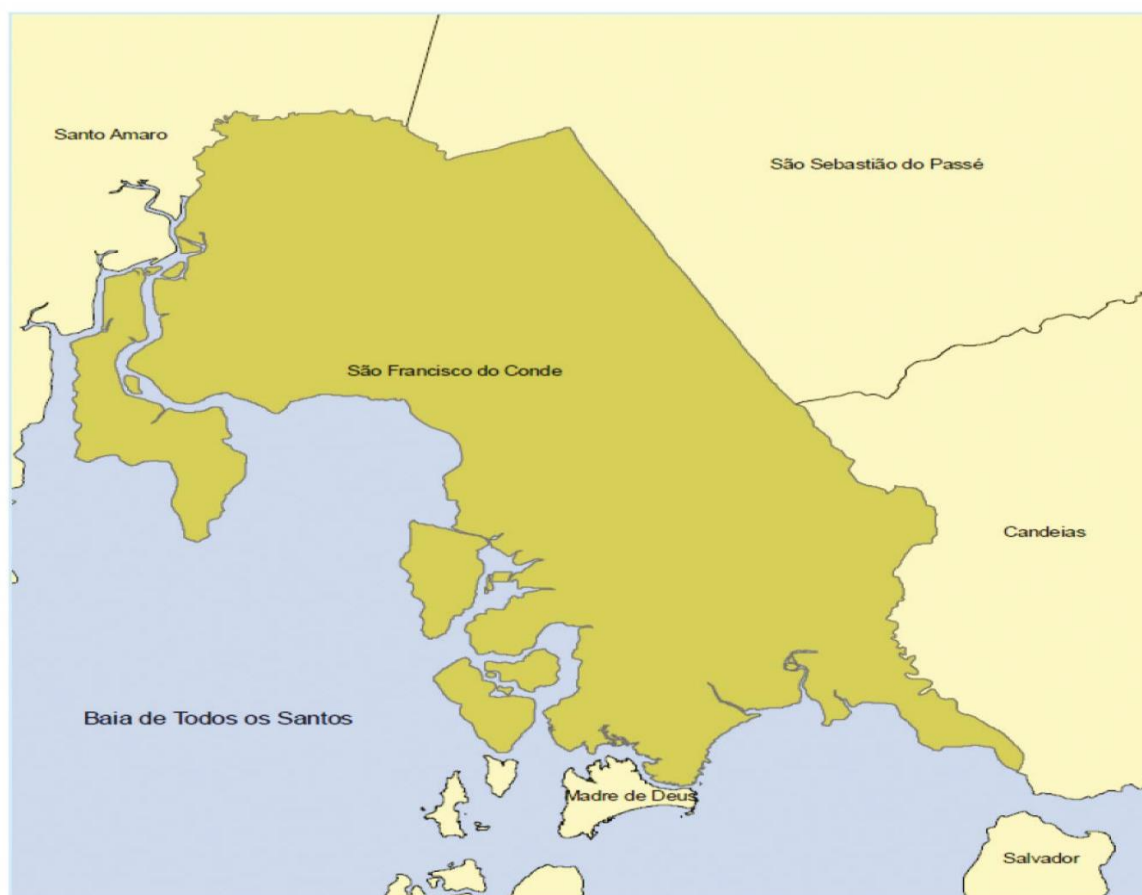 Santo Amaro
São Sebastião do Passé
São Francisco do Conde
Candeias
Baia de Todos os Santos
Madre de Deus
Salvador